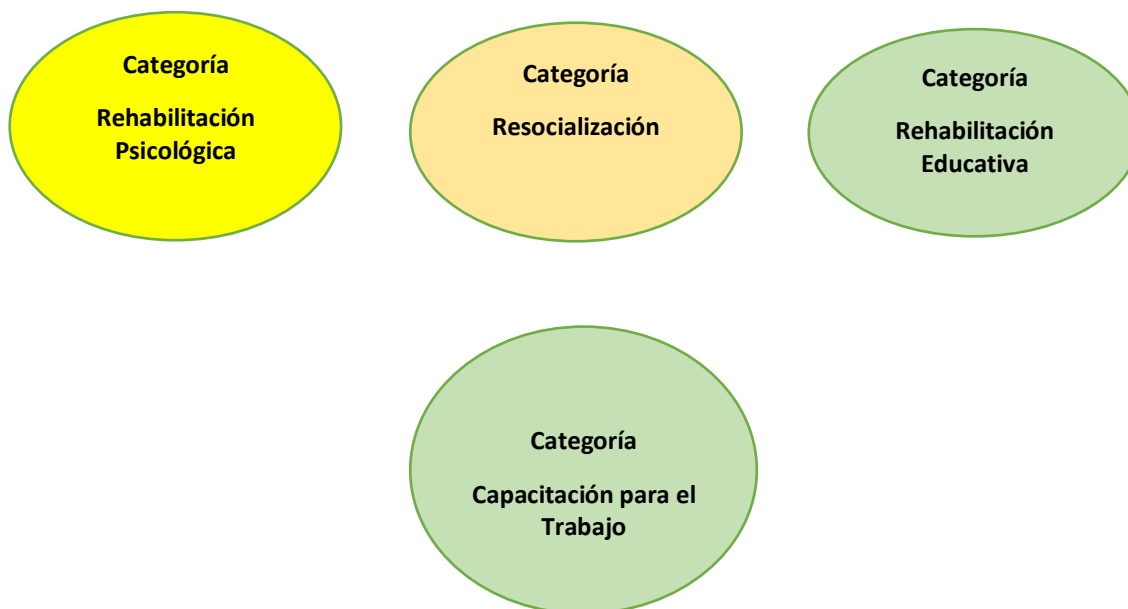 Categoría
Rehabilitación
Psicológica
Categoría
Resocialización
Categoría
Rehabilitación
Educativa
Categoría
Capacitación para el
Trabajo